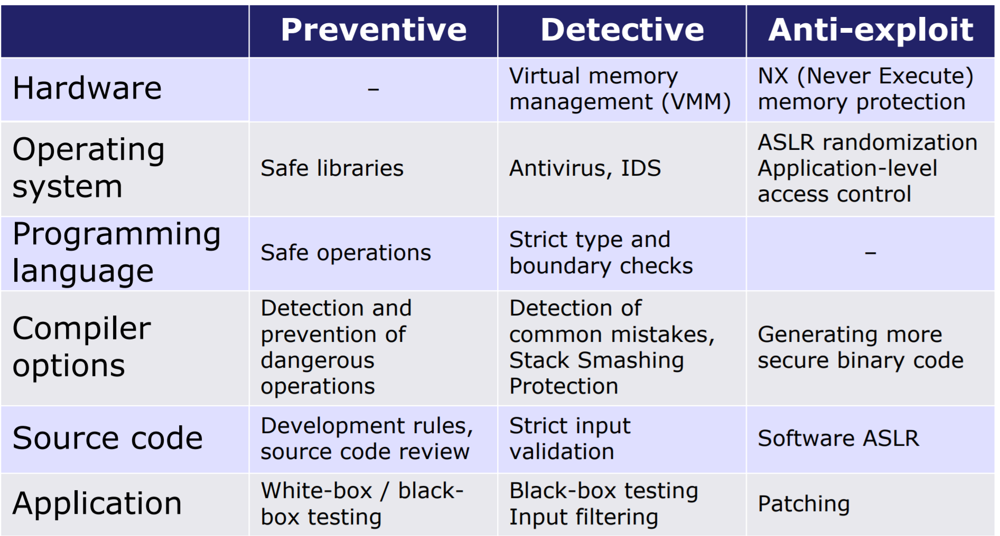 Preventive
Detective
Anti-exploit
Hardware
–
Virtual memory
management (VMM)
NX (Never Execute)
memory protection
Operating
system
Safe libraries
Antivirus, IDS
ASLR randomization
Application-level
access control
Programming
language
Safe operations
Strict type and
boundary checks
–
Compiler
options
Detection and
prevention of
dangerous
operations
Detection of
common mistakes,
Stack Smashing
Protection
Generating more
secure binary code
Source code
Development rules,
source code review
Strict input
validation
Software ASLR
Application
White-box / black-
box testing
Black-box testing
Input filtering
Patching